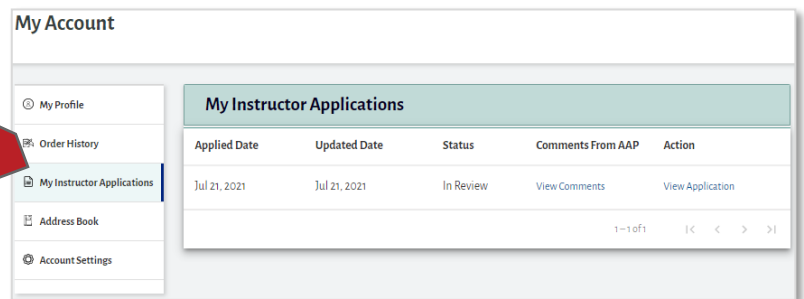 My Account
My Profile
Order History
My Instructor Applications
Address Book
Account Settings
My Instructor Applications
Applied Date Updated Date Status Comments From AAP Action
Jul 21, 2021 Jul 21, 2021 In Review View Comments View Application
1–1 of 1